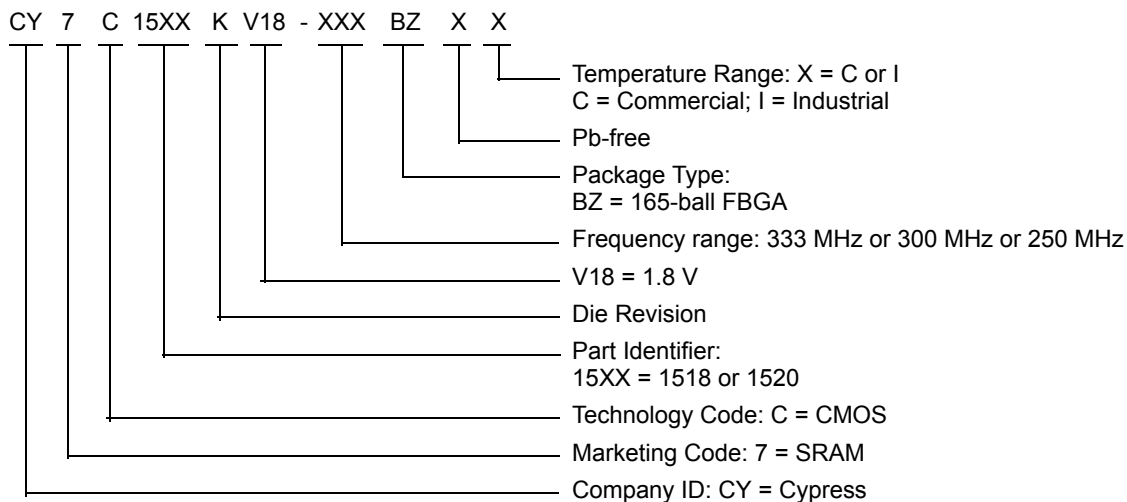 CY 7 C 15XX K V18 - XXX BZ X X
Temperature Range: X = C or I
C = Commercial; I = Industrial
Pb-free
Package Type:
BZ = 165-ball FBGA
Frequency range: 333 MHz or 300 MHz or 250 MHz
V18 = 1.8 V
Die Revision
Part Identifier:
15XX = 1518 or 1520
Technology Code: C = CMOS
Marketing Code: 7 = SRAM
Company ID: CY = Cypress